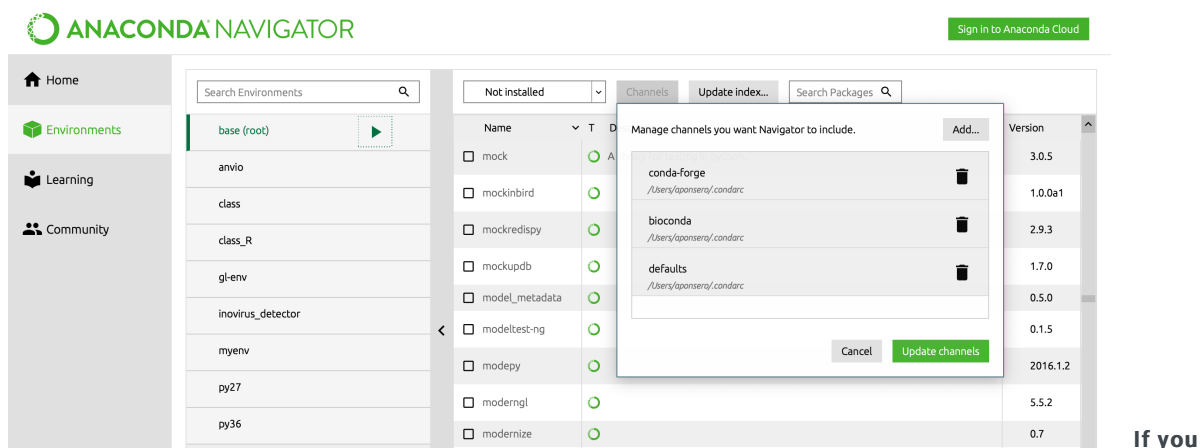 ANACONDA NAVIGATOR
Sign in to Anaconda Cloud
Home
Environments
Learning
Community
Search Environments
base (root)
anvio
class
class_R
gl-env
inovirus_detector
myenv
py27
py36
Not installed
Channels
Update index...
Search Packages
Name
T
Version
mock
3.0.5
mockinbird
1.0.0a1
mockredispy
2.9.3
mockupdb
1.7.0
model_metadata
0.5.0
modeltest-ng
0.1.5
modepy
2016.1.2
moderngl
5.5.2
modernize
0.7
Manage channels you want Navigator to include.
Add...
conda-forge
/Users/aponsero/.condarc
bioconda
/Users/aponsero/.condarc
defaults
/Users/aponsero/.condarc
Cancel
Update channels
If you